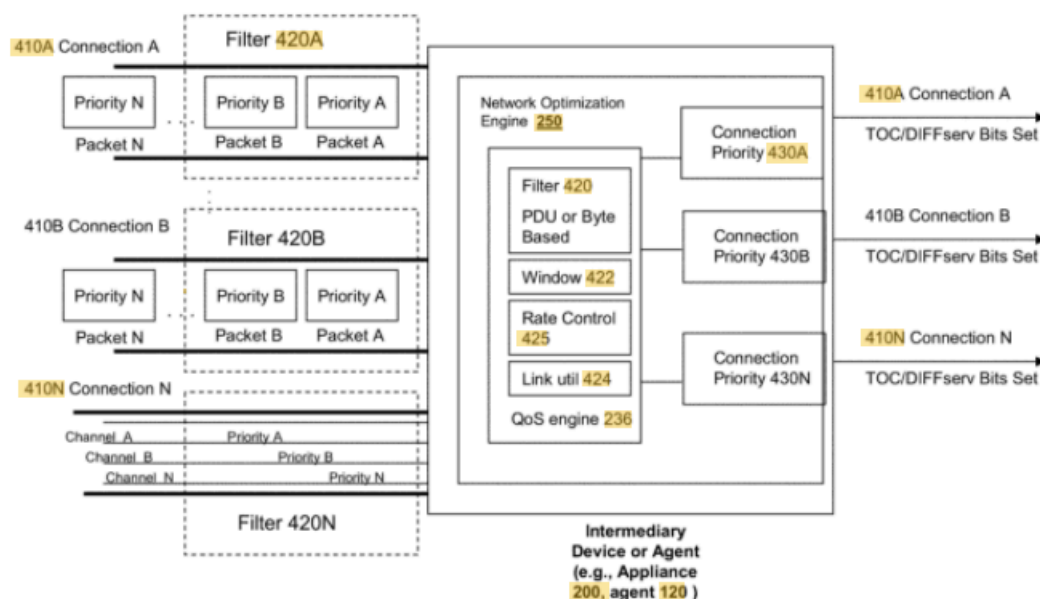 410A Connection A
Filter 420A
Priority N
Priority B
Priority A
. . .
Packet N
Packet B
Packet A
410B Connection B
Filter 420B
Priority N
Priority B
Priority A
. . .
Packet N
Packet B
Packet A
410N Connection N
Channel A
Priority A
Channel B
Priority B
Channel N
Priority N
Filter 420N
Network Optimization
Engine 250
Filter 420
PDU or Byte
Based
Window 422
Rate Control
425
Link util 424
QoS engine 236
Connection
Priority 430A
Connection
Priority 430B
Connection
Priority 430N
410A Connection A
TOC/DIFFserv Bits Set
410B Connection B
TOC/DIFFserv Bits Set
410N Connection N
TOC/DIFFserv Bits Set
Intermediary
Device or Agent
(e.g., Appliance
200, agent 120 )